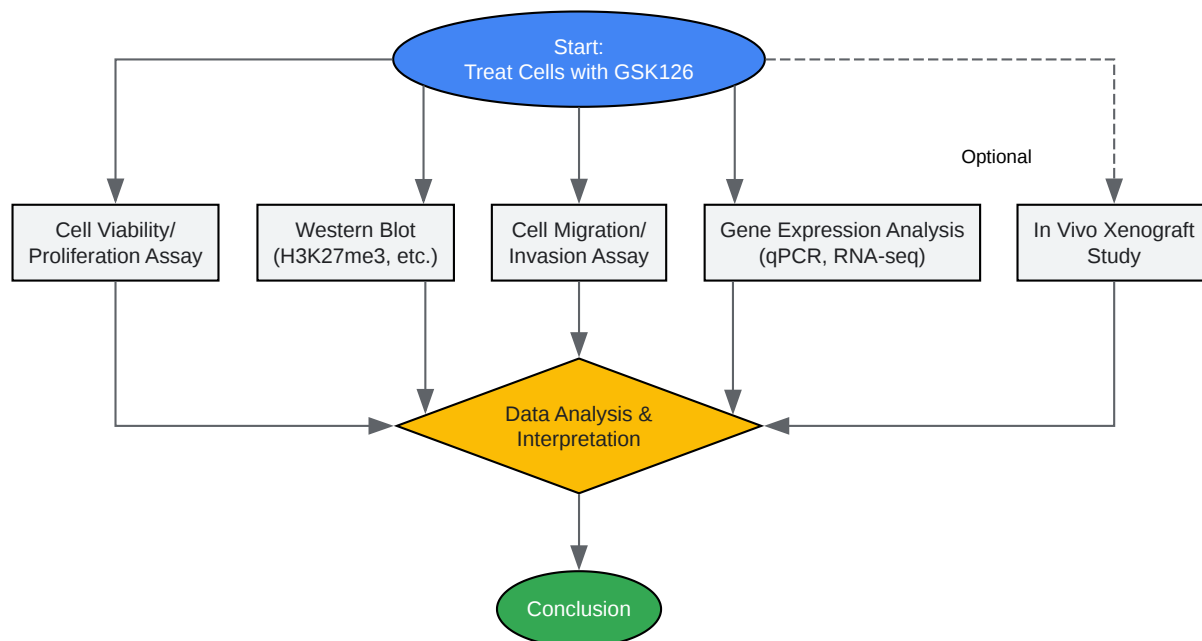 Start:
Treat Cells with GSK126
Optional
Cell Viability/
Proliferation Assay
Western Blot
(H3K27me3, etc.)
Cell Migration/
Invasion Assay
Gene Expression Analysis
(qPCR, RNA-seq)
In Vivo Xenograft
Study
Data Analysis &
Interpretation
Conclusion